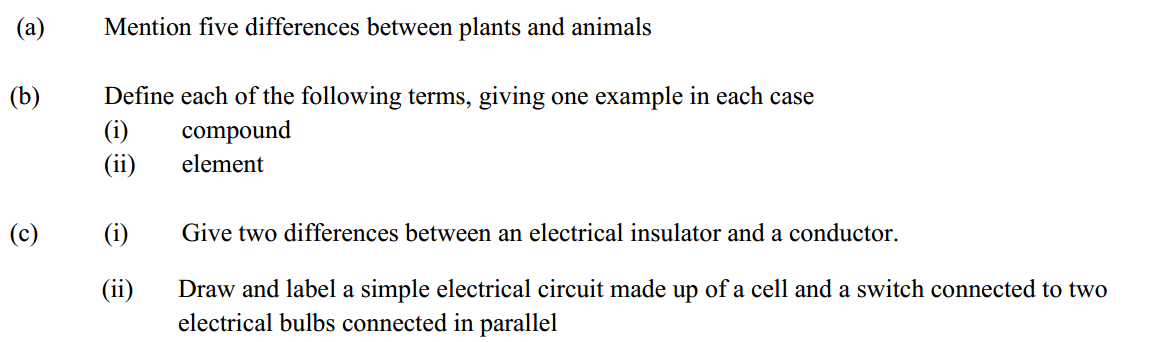 (a) Mention five differences between plants and animals
(b) Define each of the following terms, giving one example in each case
(i) compound
(ii) element
(c) (i) Give two differences between an electrical insulator and a conductor.
(ii) Draw and label a simple electrical circuit made up of a cell and a switch connected to two
electrical bulbs connected in parallel